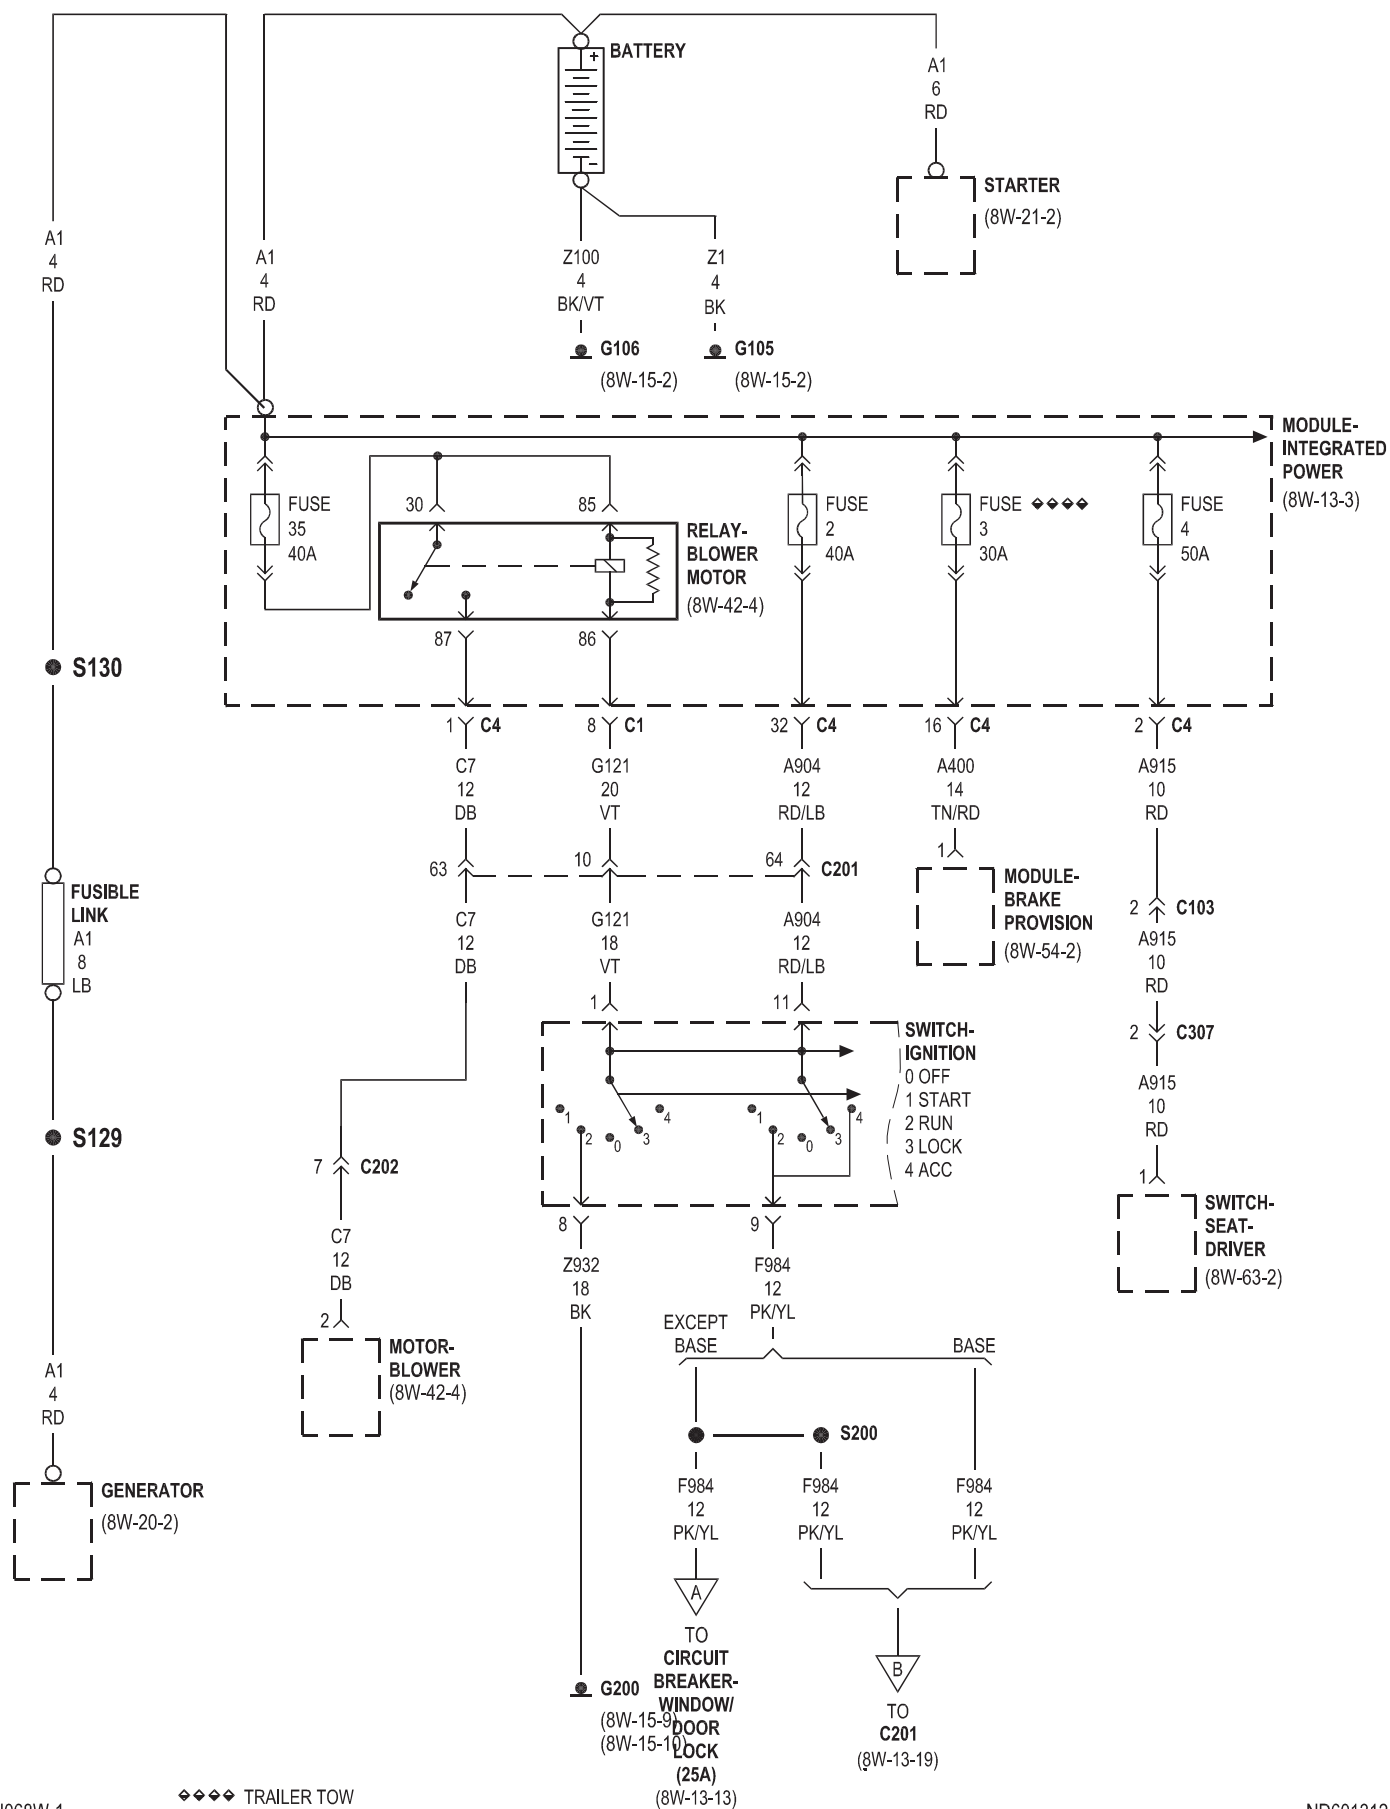 BATTERY
+
-
A1
6
RD
STARTER
(8W-21-2)
A1
4
RD
A1
4
RD
Z100
4
BK/VT
G106
(8W-15-2)
Z1
4
BK
G105
(8W-15-2)
MODULE-
INTEGRATED
POWER
(8W-13-3)
FUSE
35
40A
30
85
RELAY-
BLOWER
MOTOR
(8W-42-4)
87
86
FUSE
2
40A
FUSE
3
30A
FUSE
4
50A
S130
1 C4
8 C1
32 C4
16 C4
2 C4
C7
12
DB
G121
20
VT
A904
12
RD/LB
A400
14
TN/RD
A915
10
RD
63
10
64
C201
1
MODULE-
BRAKE
PROVISION
(8W-54-2)
2 C103
FUSIBLE
LINK
A1
8
LB
C7
12
DB
G121
18
VT
A904
12
RD/LB
A915
10
RD
1
11
2 C307
SWITCH-
IGNITION
0 OFF
1 START
2 RUN
3 LOCK
4 ACC
1
2
0
3
4
1
2
0
3
4
A915
10
RD
S129
7 C202
1
SWITCH-
SEAT-
DRIVER
(8W-63-2)
8
9
C7
12
DB
Z932
18
BK
F984
12
PK/YL
2
MOTOR-
BLOWER
(8W-42-4)
EXCEPT
BASE
BASE
A1
4
RD
S200
GENERATOR
(8W-20-2)
F984
12
PK/YL
F984
12
PK/YL
F984
12
PK/YL
A
TO
CIRCUIT
BREAKER-
WINDOW/
DOOR
LOCK
(25A)
(8W-13-13)
B
TO
C201
(8W-13-19)
G200
(8W-15-9)
(8W-15-10)
TRAILER TOW